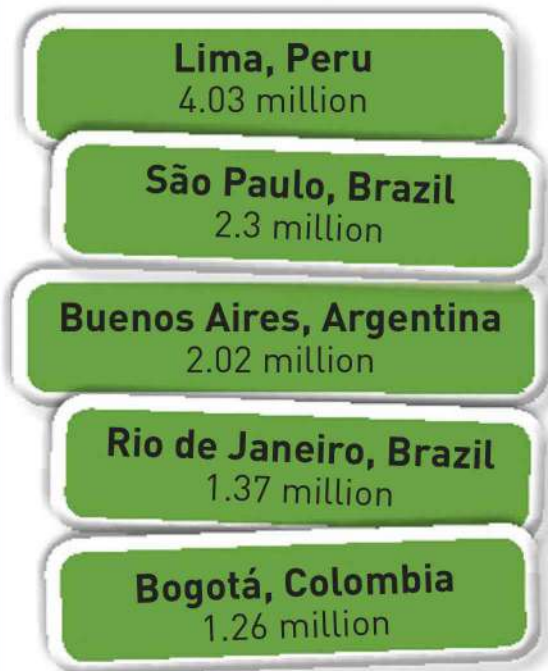 Lima, Peru
4.03 million
São Paulo, Brazil
2.3 million
Buenos Aires, Argentina
2.02 million
Rio de Janeiro, Brazil
1.37 million
Bogotá, Colombia
1.26 million